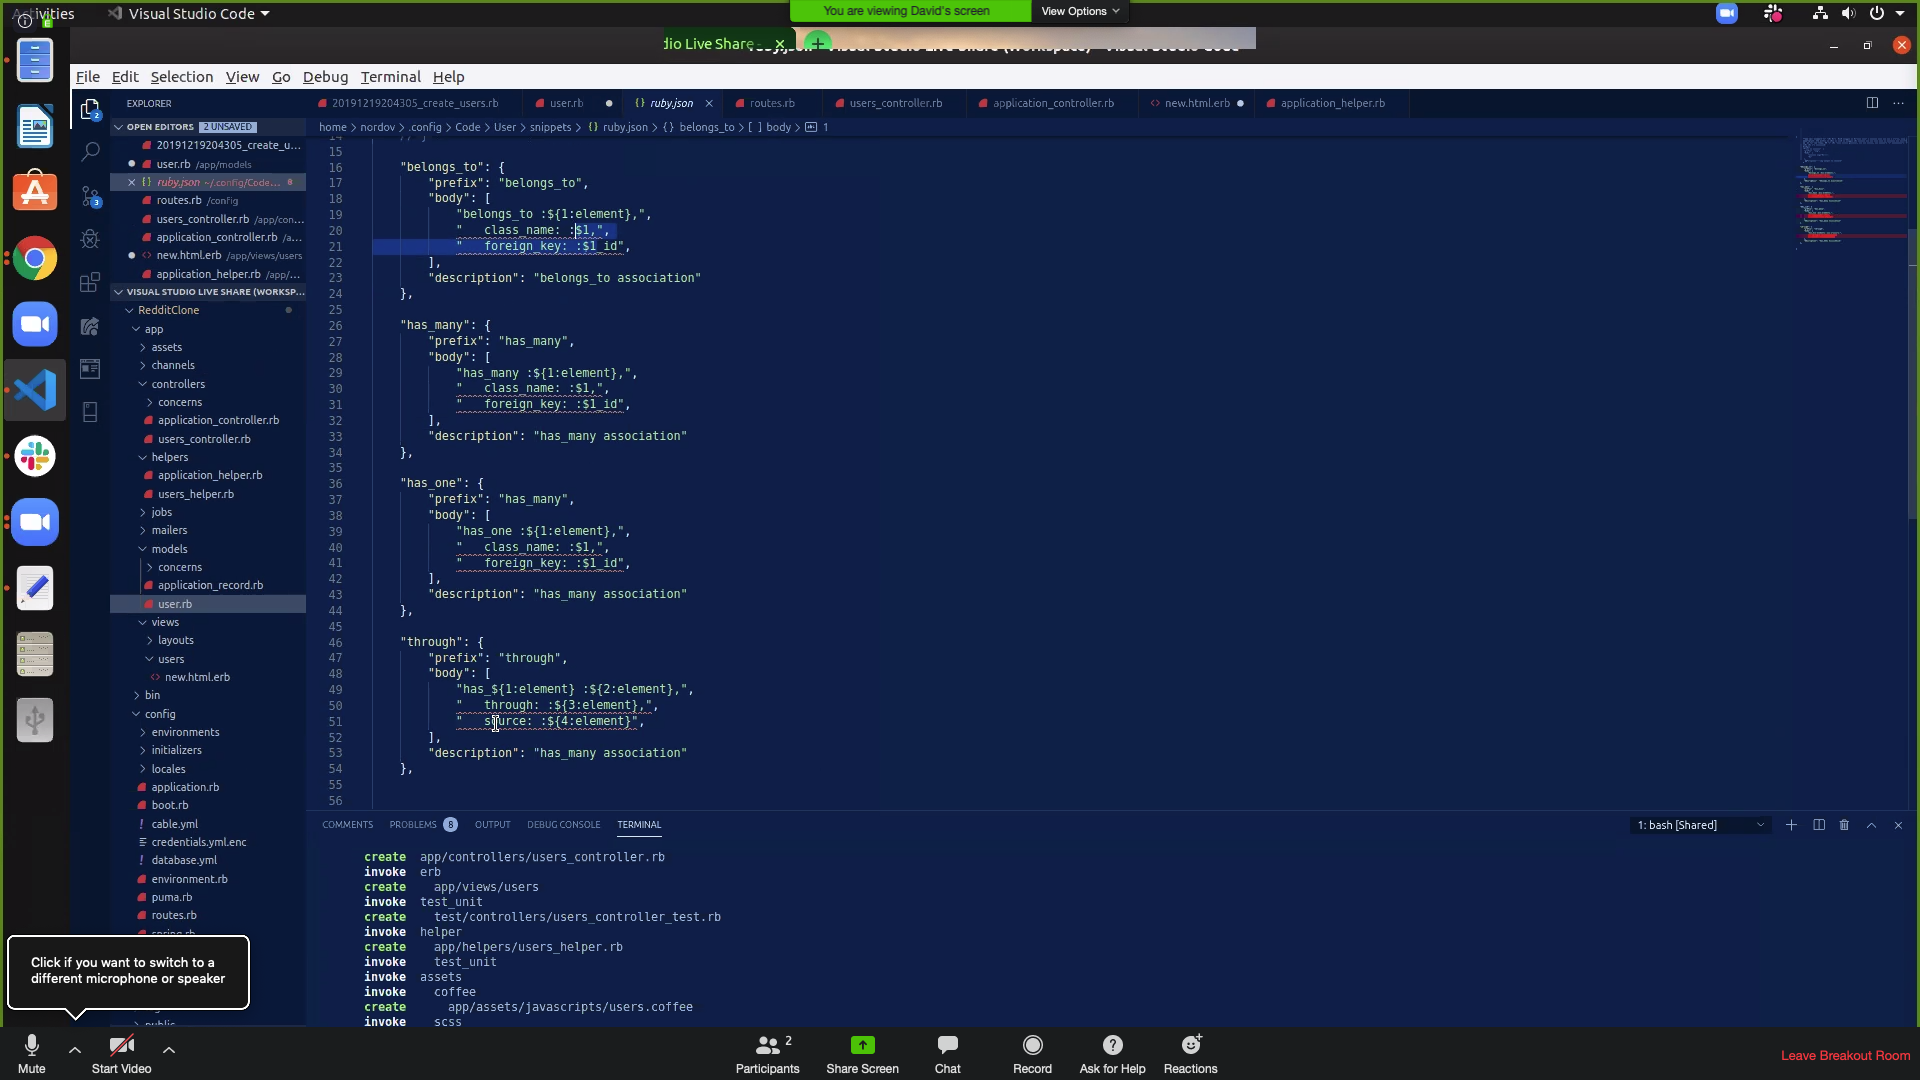 Activities
Visual Studio Code
You are viewing David's screen
View Options
dio Live Share -
File Edit Selection View Go Debug Terminal Help
EXPLORER
20191219204305_create_users.rb
user.rb
ruby.json
routes.rb
users_controller.rb
application_controller.rb
new.html.erb
application_helper.rb
OPEN EDITORS 2 UNSAVED
home > nordov > .config > Code > User > snippets > {} ruby.json > {} belongs_to > [ ] body > 1
20191219204305_create_u...
user.rb /app/models
ruby.json ~/.config/Code... 8
routes.rb /config
users_controller.rb /app/con...
application_controller.rb /a...
new.html.erb /app/views/users
application_helper.rb /app/...
VISUAL STUDIO LIVE SHARE (WORKSP...
RedditClone
app
assets
channels
controllers
concerns
application_controller.rb
users_controller.rb
helpers
application_helper.rb
users_helper.rb
jobs
mailers
models
concerns
application_record.rb
user.rb
views
layouts
users
new.html.erb
bin
config
environments
initializers
locales
application.rb
boot.rb
cable.yml
credentials.yml.enc
database.yml
environment.rb
puma.rb
routes.rb
spring.rb
public
14 // }
15
16 "belongs_to": {
17 "prefix": "belongs_to",
18 "body": [
19 "belongs_to :${1:element},",
20 "   class_name: :$1,",
21 "   foreign_key: :$1_id",
22 ],
23 "description": "belongs_to association"
24 },
25
26 "has_many": {
27 "prefix": "has_many",
28 "body": [
29 "has_many :${1:element},",
30 "   class_name: :$1,",
31 "   foreign_key: :$1_id",
32 ],
33 "description": "has_many association"
34 },
35
36 "has_one": {
37 "prefix": "has_many",
38 "body": [
39 "has_one :${1:element},",
40 "   class_name: :$1,",
41 "   foreign_key: :$1_id",
42 ],
43 "description": "has_many association"
44 },
45
46 "through": {
47 "prefix": "through",
48 "body": [
49 "has_${1:element} :${2:element},",
50 "   through: :${3:element},",
51 "   source: :${4:element}",
52 ],
53 "description": "has_many association"
54 },
55
56
COMMENTS PROBLEMS 8 OUTPUT DEBUG CONSOLE TERMINAL
1: bash [Shared]
create app/controllers/users_controller.rb
invoke erb
create app/views/users
invoke test_unit
create test/controllers/users_controller_test.rb
invoke helper
create app/helpers/users_helper.rb
invoke test_unit
invoke assets
invoke coffee
create app/assets/javascripts/users.coffee
invoke scss
Click if you want to switch to a
different microphone or speaker
Mute
Start Video
Participants 2
Share Screen
Chat
Record
Ask for Help
Reactions
Leave Breakout Room